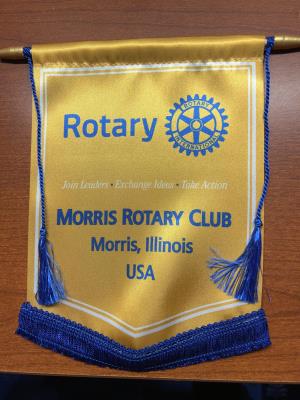 Rotary
ROTARY
INTERNATIONAL
Join Leaders • Exchange Ideas • Take Action
MORRIS ROTARY CLUB
Morris, Illinois
USA